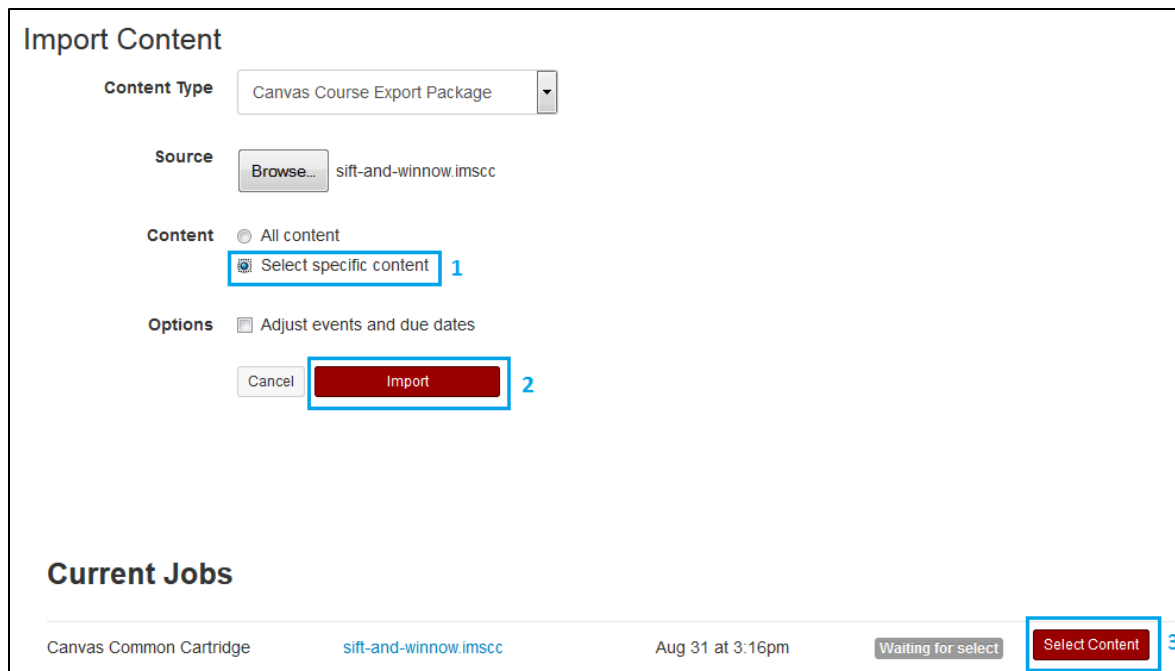 Import Content
Content Type Canvas Course Export Package
Source Browse... sift-and-winnow.imscc
Content All content
Select specific content 1
Options Adjust events and due dates
Cancel Import 2
Current Jobs
Canvas Common Cartridge sift-and-winnow.imscc Aug 31 at 3:16pm Waiting for select Select Content 3